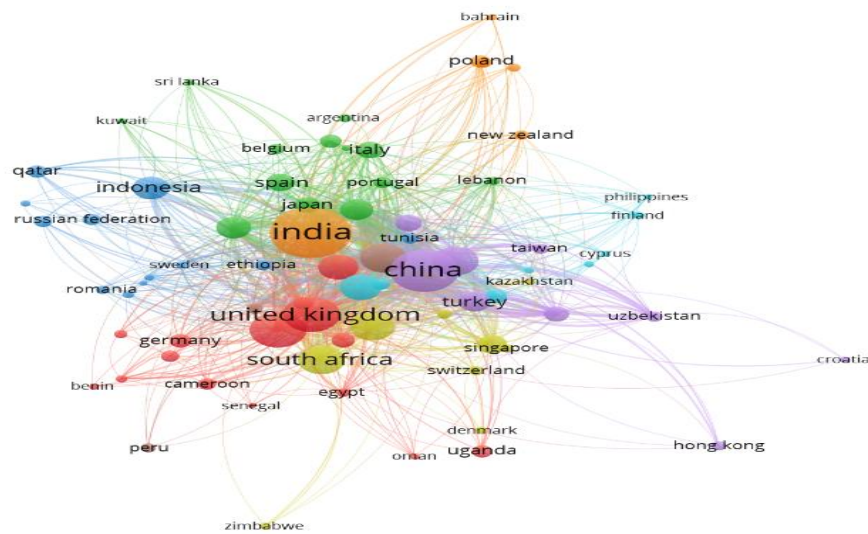 bahrain
poland
sri lanka
argentina
kuwait
new zealand
belgium
italy
qatar
indonesia
spain
portugal
lebanon
philippines
japan
russian federation
finland
india
tunisia
taiwan
cyprus
sweden
ethiopia
china
kazakhstan
romania
turkey
united kingdom
uzbekistan
germany
singapore
south africa
croatia
switzerland
benin
cameroon
egypt
senegal
denmark
peru
oman
uganda
hong kong
zimbabwe